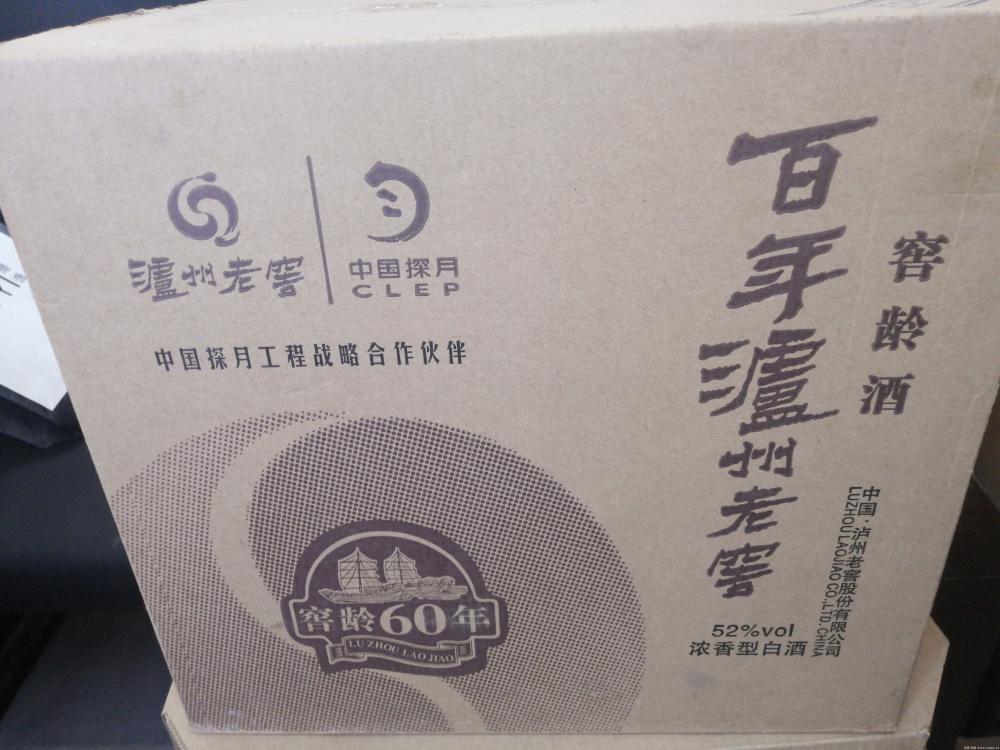 瀘州老窖
中国探月
CLEP
中国探月工程战略合作伙伴
窖龄60年
LU ZHOU LAO JIAO
百年瀘州老窖
窖龄酒
中国·泸州老窖股份有限公司
LUZHOU LAOJIAO CO.,LTD.CHINA
52%vol
浓香型白酒